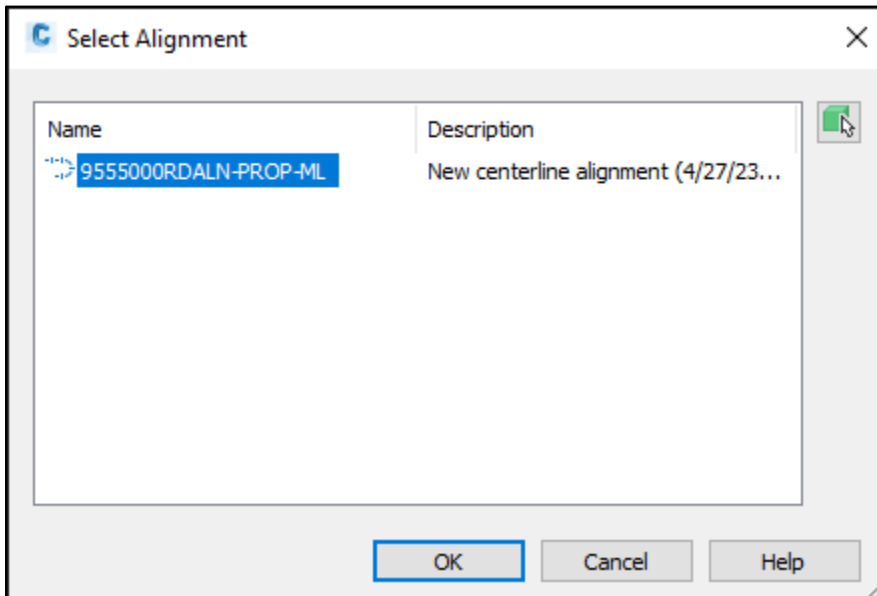 Select Alignment
Name Description
9555000RDALN-PROP-ML New centerline alignment (4/27/23...
OK Cancel Help